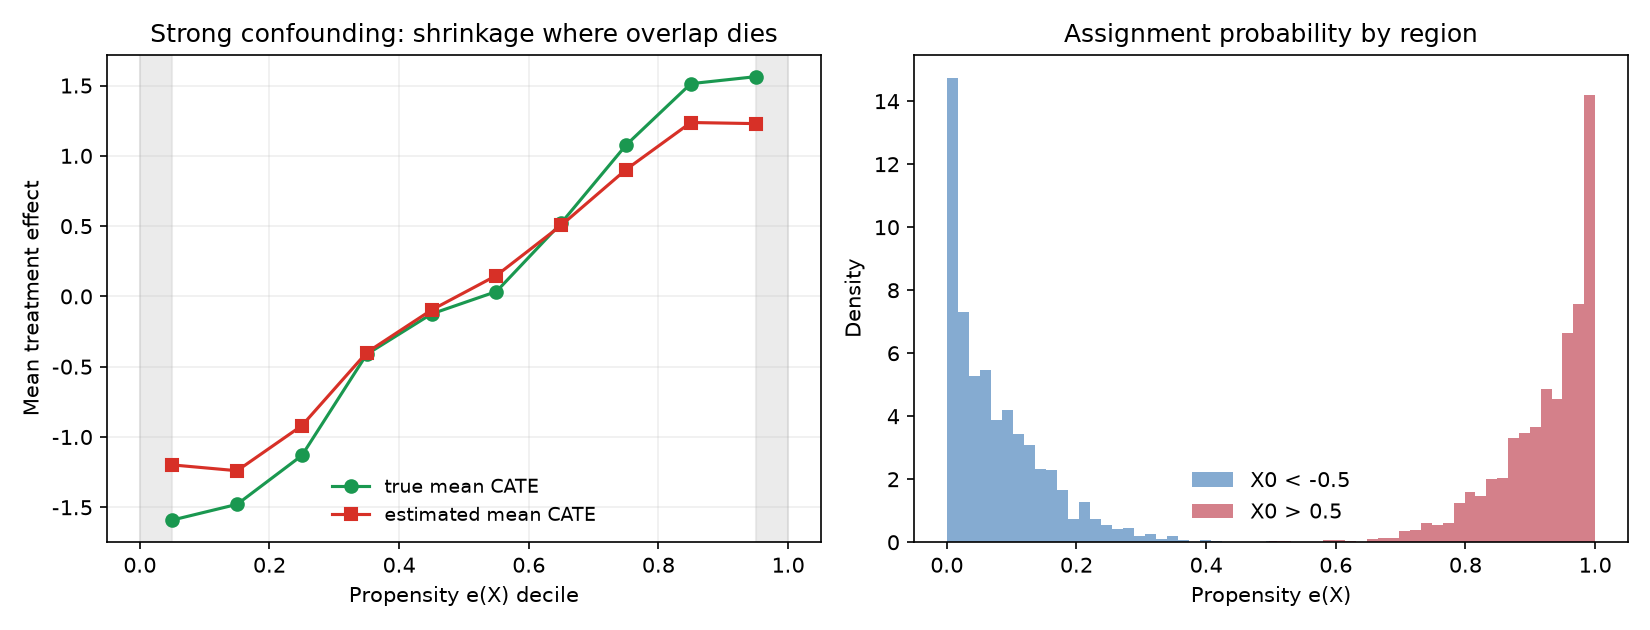 Strong confounding: shrinkage where overlap dies
Mean treatment effect
1.5
1.0
0.5
0.0
-0.5
-1.0
-1.5
true mean CATE
estimated mean CATE
0.0 0.2 0.4 0.6 0.8 1.0
Propensity e(X) decile
Assignment probability by region
Density
14
12
10
8
6
4
2
0
X0 < -0.5
X0 > 0.5
0.0 0.2 0.4 0.6 0.8 1.0
Propensity e(X)